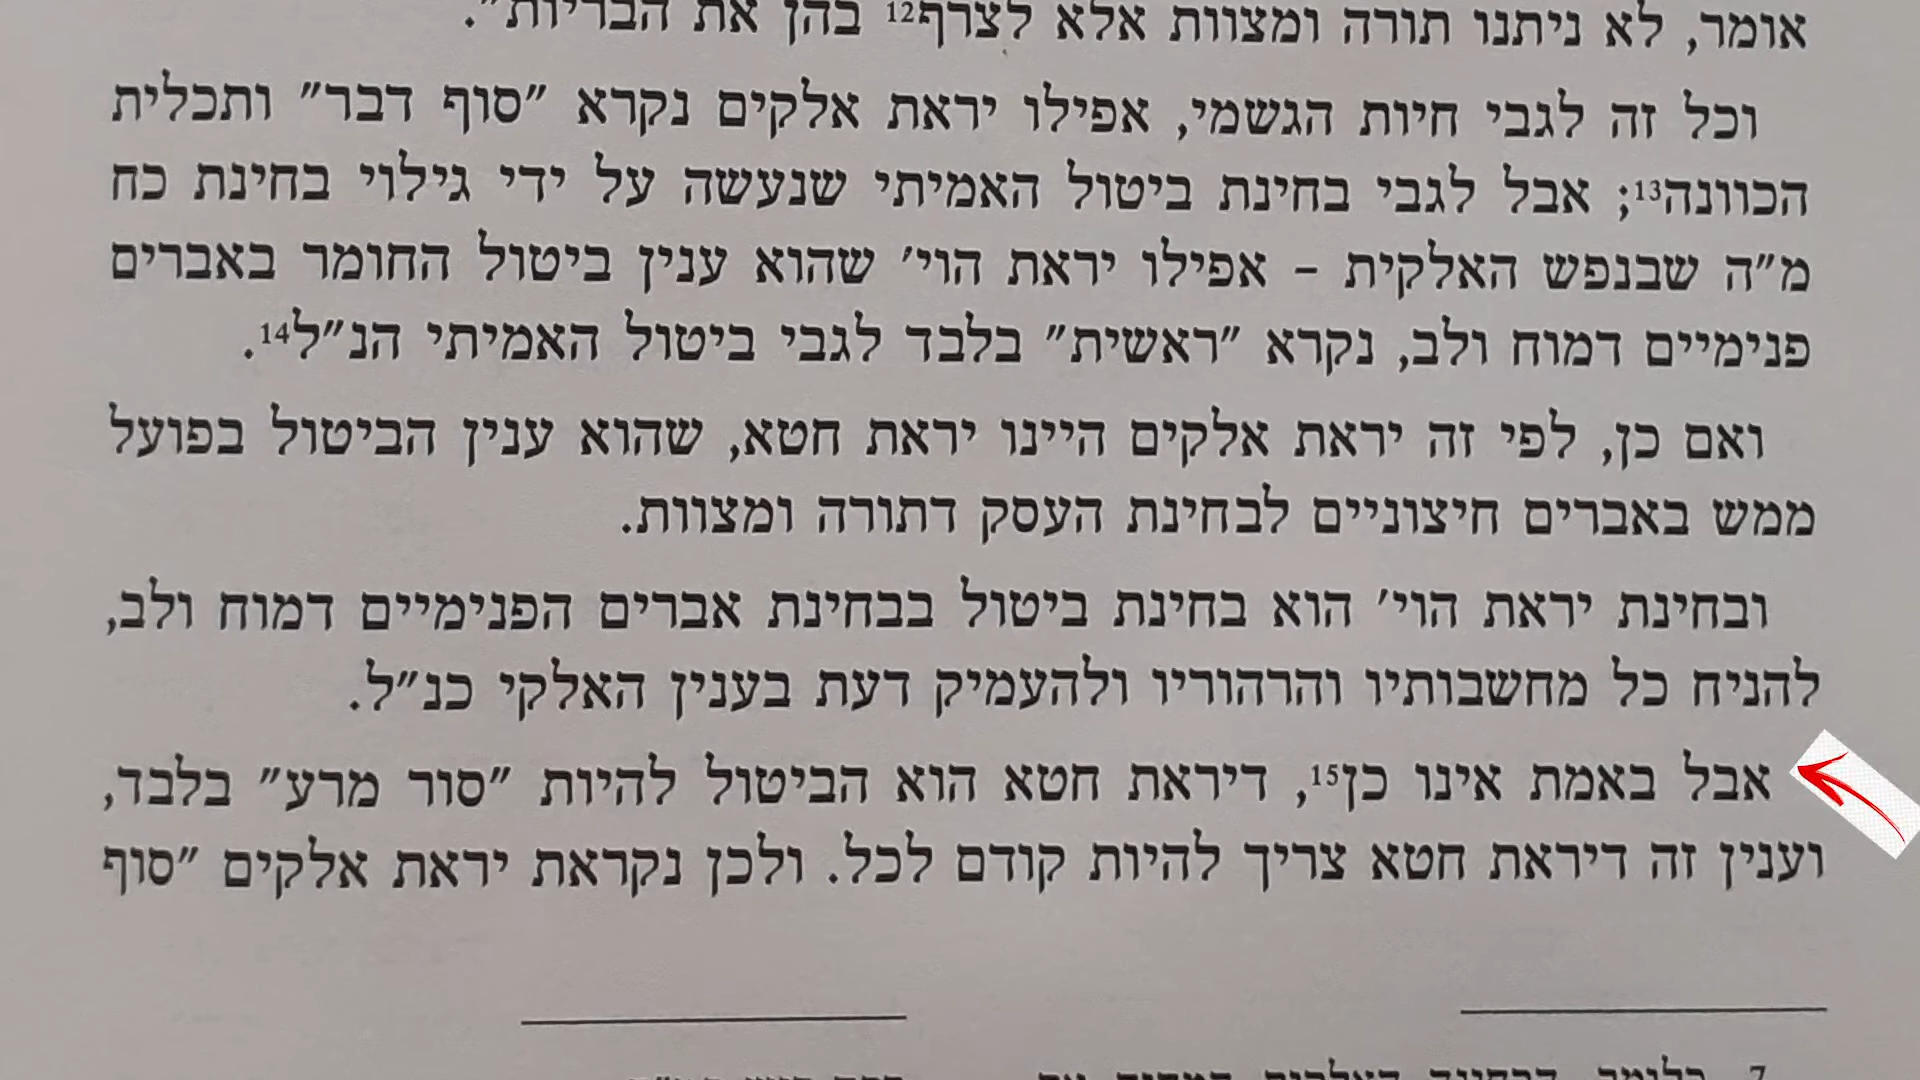 אומר, לא ניתנו תורה ומצוות אלא לצרף12 בהן את הבריות״.
וכל זה לגבי חיות הגשמי, אפילו יראת אלקים נקרא ״סוף דבר״ ותכלית
הכוונה13; אבל לגבי בחינת ביטול האמיתי שנעשה על ידי גילוי בחינת כח
מ״ה שבנפש האלקית – אפילו יראת הוי׳ שהוא ענין ביטול החומר באברים
פנימיים דמוח ולב, נקרא ״ראשית״ בלבד לגבי ביטול האמיתי הנ״ל14.
ואם כן, לפי זה יראת אלקים היינו יראת חטא, שהוא ענין הביטול בפועל
ממש באברים חיצוניים לבחינת העסק דתורה ומצוות.
ובחינת יראת הוי׳ הוא בחינת ביטול בבחינת אברים הפנימיים דמוח ולב,
להניח כל מחשבותיו והרהוריו ולהעמיק דעת בענין האלקי כנ״ל.
אבל באמת אינו כן15, דיראת חטא הוא הביטול להיות ״סור מרע״ בלבד,
וענין זה דיראת חטא צריך להיות קודם לכל. ולכן נקראת יראת אלקים ״סוף
7